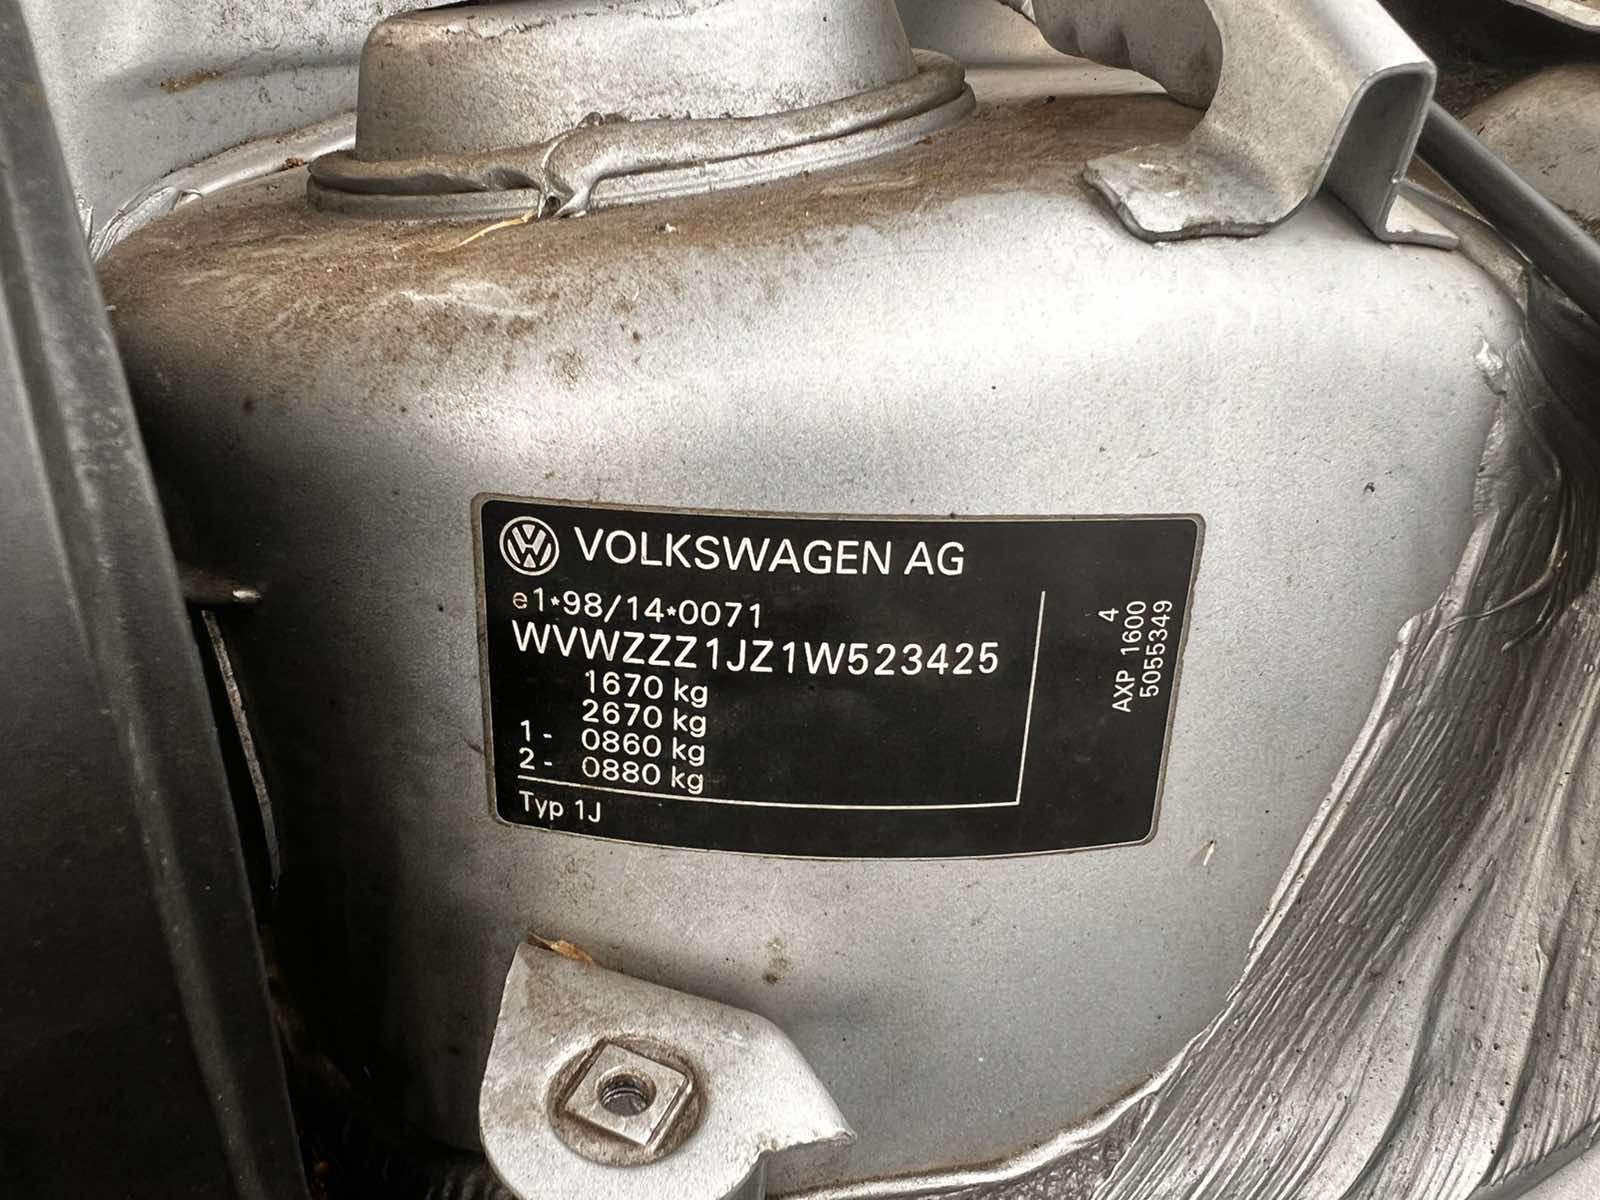 VOLKSWAGEN AG
e1*98/14*0071
WVWZZZ1JZ1W523425
1670 kg
2670 kg
1 - 0860 kg
2 - 0880 kg
Typ 1J
4
AXP 1600
5055349